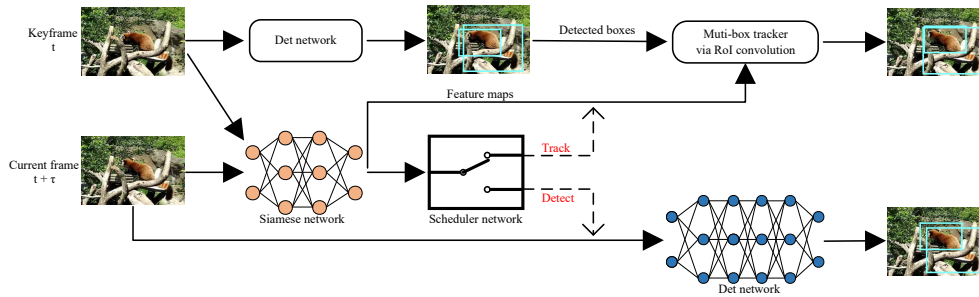 Keyframe
t
Det network
Detected boxes
Muti-box tracker
via RoI convolution
Feature maps
Current frame
t + τ
Siamese network
Track
Detect
Scheduler network
Det network